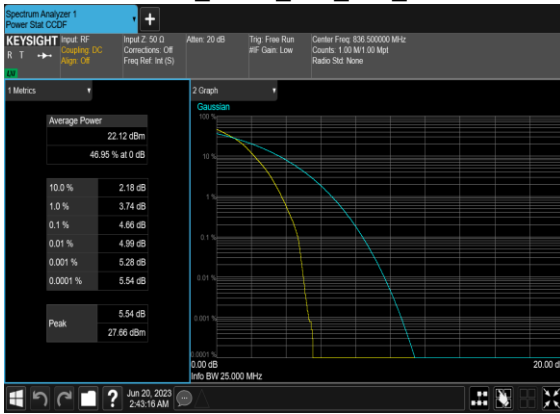 Spectrum Analyzer 1
Power Stat CCDF
KEYSIGHT
R T
LXI
Input: RF
Coupling: DC
Align: Off
Input Z: 50 Ω
Corrections: Off
Freq Ref: Int (S)
Atten: 20 dB
Trig: Free Run
#IF Gain: Low
Center Freq: 836.500000 MHz
Counts: 1.00 M/1.00 Mpt
Radio Std: None
1 Metrics
Average Power
22.12 dBm
46.95 % at 0 dB
10.0 % 2.18 dB
1.0 % 3.74 dB
0.1 % 4.66 dB
0.01 % 4.99 dB
0.001 % 5.28 dB
0.0001 % 5.54 dB
Peak
5.54 dB
27.66 dBm
2 Graph
Gaussian
100 %
10 %
1 %
0.1 %
0.01 %
0.001 %
0.0001 %
0.00 dB
20.00 d
Info BW 25.000 MHz
?
Jun 20, 2023
2:43:16 AM